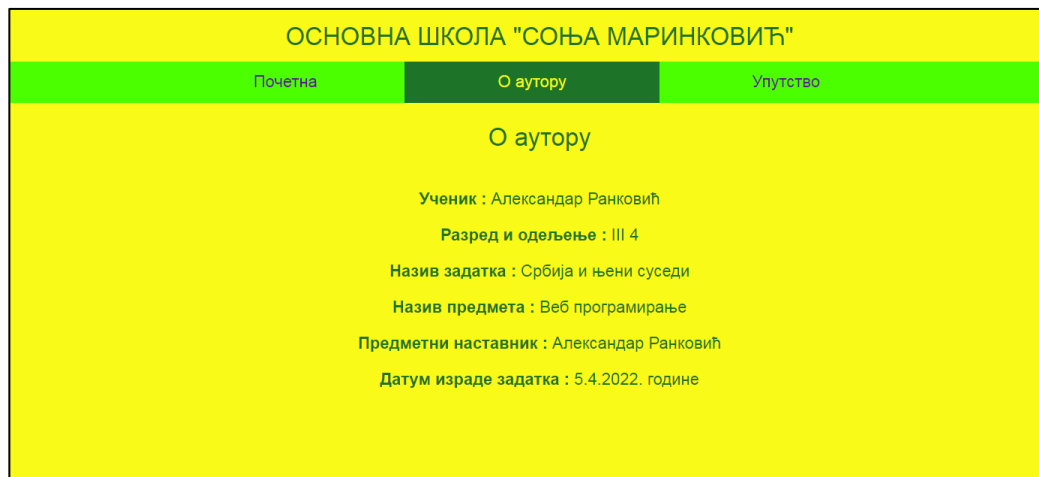 ОСНОВНА ШКОЛА "СОЊА МАРИНКОВИЋ"
Почетна О аутору Упутство
О аутору
Ученик : Александар Ранковић
Разред и одељење : III 4
Назив задатка : Србија и њени суседи
Назив предмета : Веб програмирање
Предметни наставник : Александар Ранковић
Датум израде задатка : 5.4.2022. године